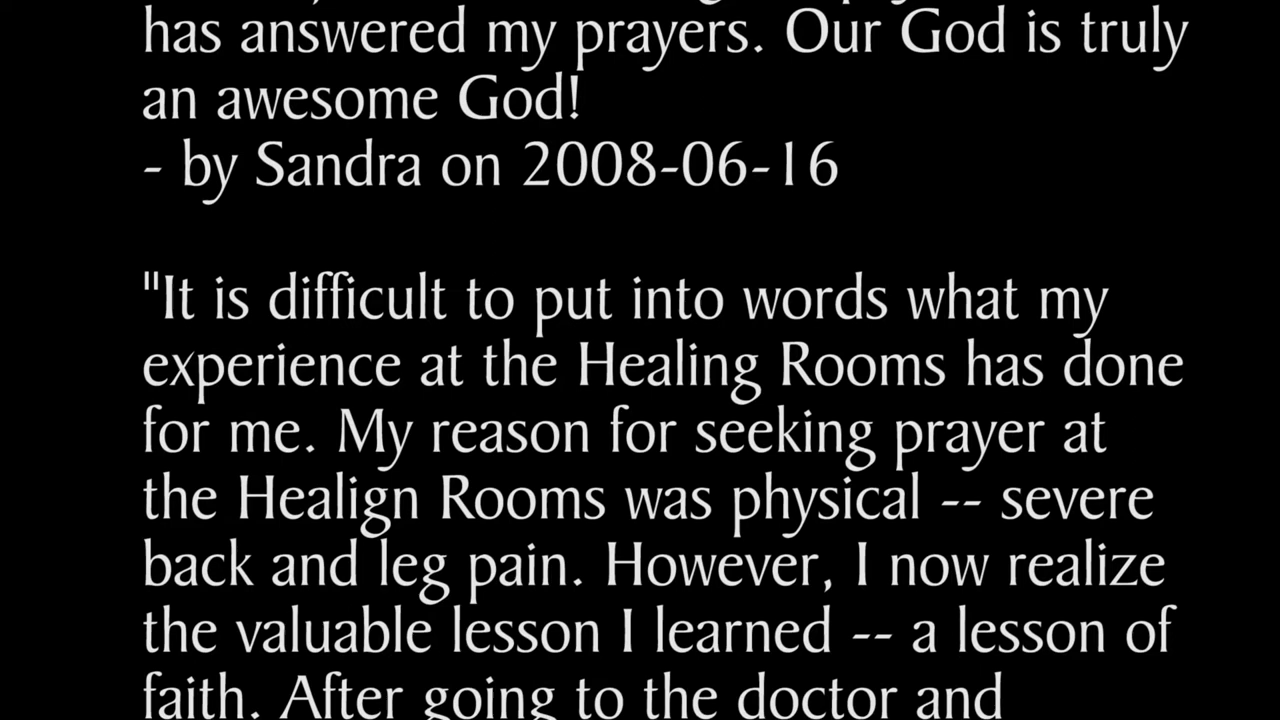 has answered my prayers. Our God is truly
an awesome God!
- by Sandra on 2008-06-16
"It is difficult to put into words what my
experience at the Healing Rooms has done
for me. My reason for seeking prayer at
the Healign Rooms was physical -- severe
back and leg pain. However, I now realize
the valuable lesson I learned -- a lesson of
faith. After going to the doctor and